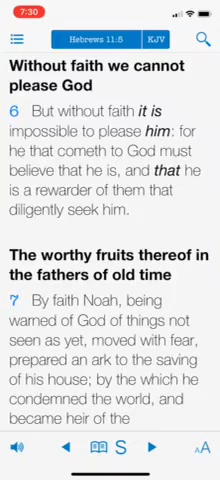 7:30
Hebrews 11:5 KJV
Without faith we cannot
please God
6 But without faith it is
impossible to please him: for
he that cometh to God must
believe that he is, and that he
is a rewarder of them that
diligently seek him.
The worthy fruits thereof in
the fathers of old time
7 By faith Noah, being
warned of God of things not
seen as yet, moved with fear,
prepared an ark to the saving
of his house; by the which he
condemned the world, and
became heir of the
S AA